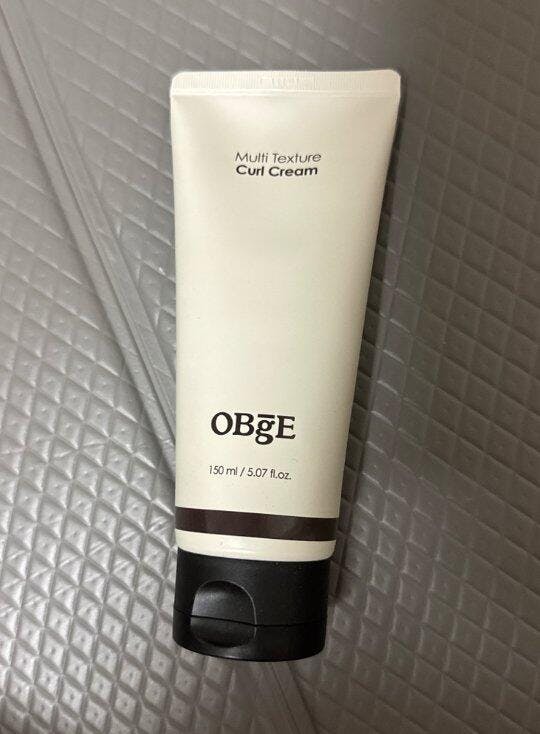 Multi Texture
Curl Cream
OBgE
150 ml / 5.07 fl.oz.